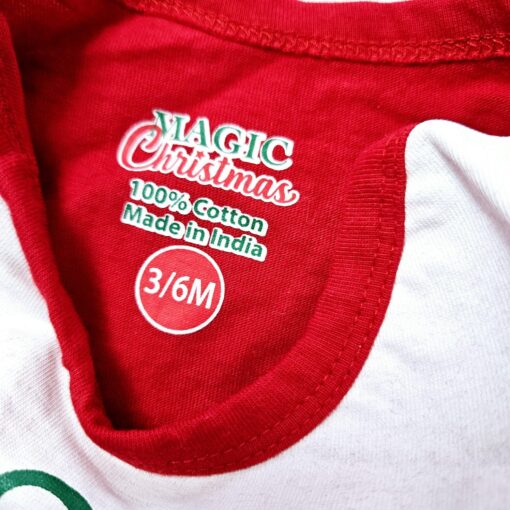 MAGIC
Christmas
100% Cotton
Made in India
3/6M